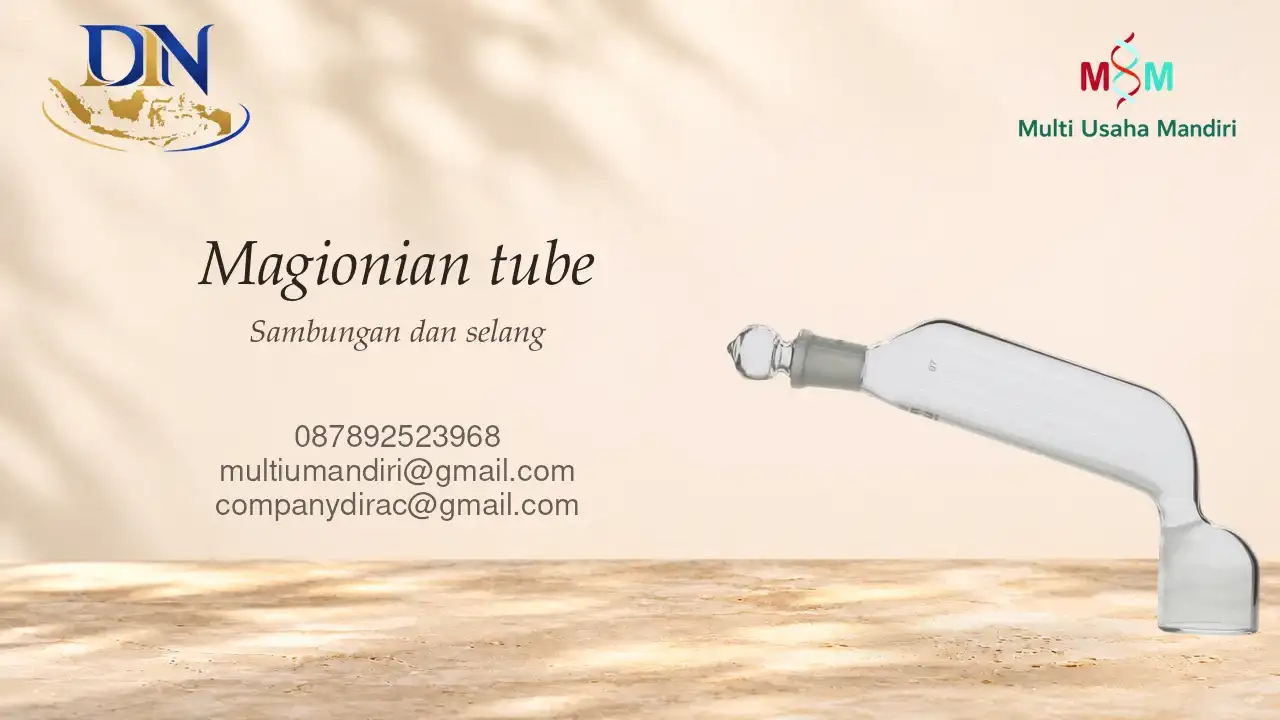 DN
M M
Multi Usaha Mandiri
Magionian tube
Sambungan dan selang
087892523968
multiumandiri@gmail.com
companydirac@gmail.com